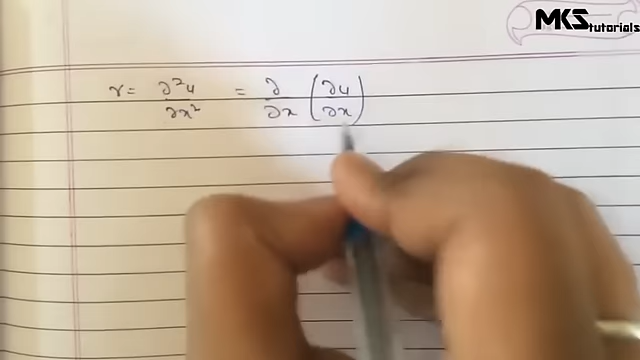 MKS tutorials
r = ∂²u/∂x² = ∂/∂x (∂u/∂x)